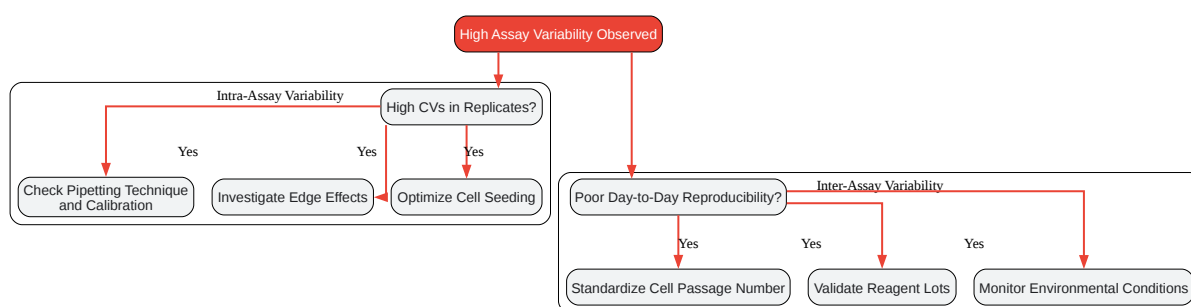 High Assay Variability Observed
Intra-Assay Variability
High CVs in Replicates?
Yes
Yes
Yes
Check Pipetting Technique
and Calibration
Investigate Edge Effects
Optimize Cell Seeding
Poor Day-to-Day Reproducibility?
Inter-Assay Variability
Yes
Yes
Yes
Standardize Cell Passage Number
Validate Reagent Lots
Monitor Environmental Conditions